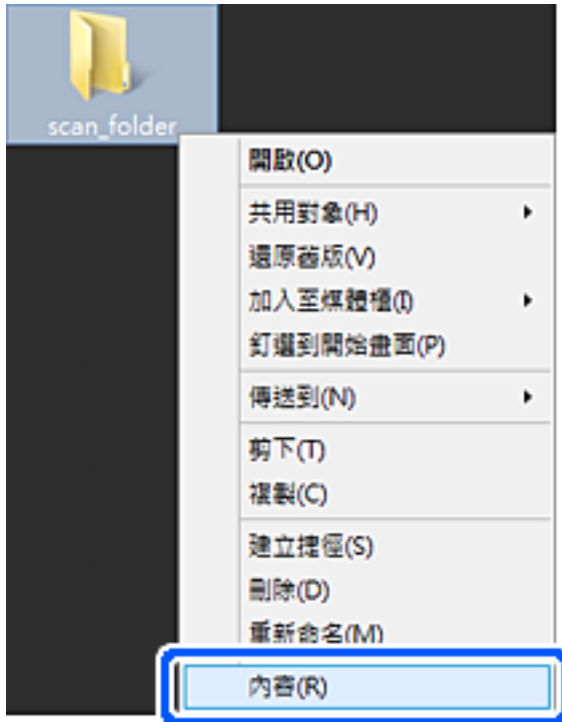 scan_folder
開啟(O)
共用對象(H)
還原舊版(V)
加入至媒體櫃(I)
釘選到開始畫面(P)
傳送到(N)
剪下(T)
複製(C)
建立捷徑(S)
刪除(D)
重新命名(M)
內容(R)